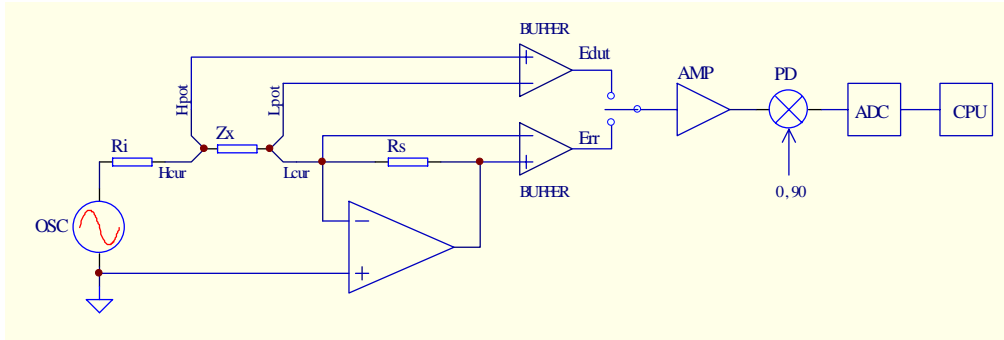 BUFFER
Edut
AMP
PD
Hpot
Lpot
ADC
CPU
Ri
Zx
Rs
Err
Hcur
Lcur
BUFFER
0, 90
OSC